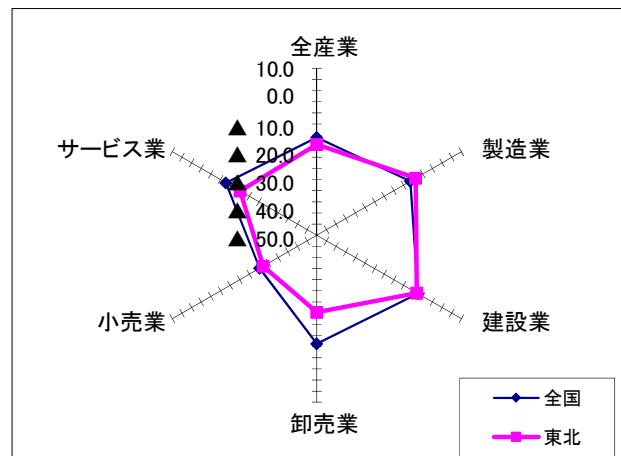 全産業
10.0
0.0
▲ 10.0
▲ 20.0
▲ 30.0
▲ 40.0
▲ 50.0
サービス業
製造業
小売業
建設業
卸売業
全国
東北